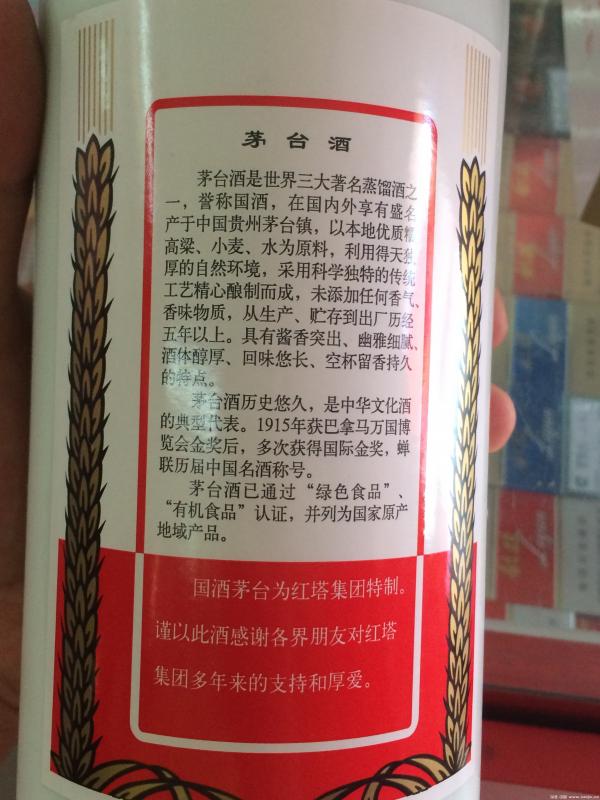 茅台酒
茅台酒是世界三大著名蒸馏酒之
一，誉称国酒，在国内外享有盛名
产于中国贵州茅台镇，以本地优质糯
高粱、小麦、水为原料，利用得天独
厚的自然环境，采用科学独特的传统
工艺精心酿制而成，未添加任何香气、
香味物质，从生产、贮存到出厂历经
五年以上。具有酱香突出、幽雅细腻、
酒体醇厚、回味悠长、空杯留香持久
的特点。
茅台酒历史悠久，是中华文化酒
的典型代表。1915年获巴拿马万国博
览会金奖后，多次获得国际金奖，蝉
联历届中国名酒称号。
茅台酒已通过“绿色食品”、
“有机食品”认证，并列为国家原产
地域产品。
国酒茅台为红塔集团特制。
谨以此酒感谢各界朋友对红塔
集团多年来的支持和厚爱。